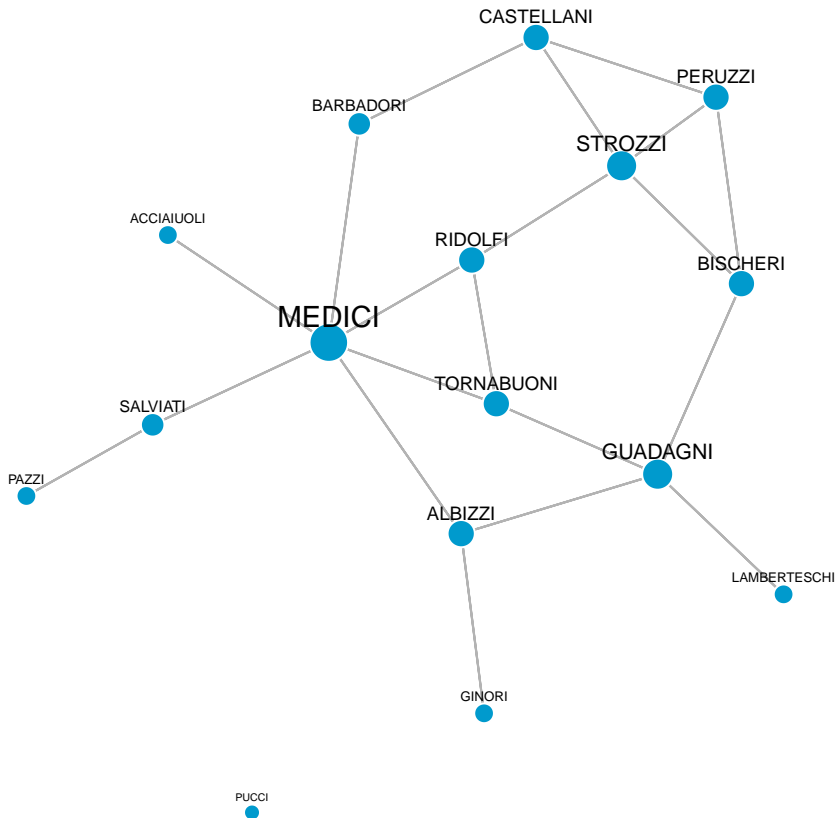 CASTELLANI
PERUZZI
BARBADORI
STROZZI
ACCIAIUOLI
RIDOLFI
BISCHERI
MEDICI
TORNABUONI
SALVIATI
GUADAGNI
PAZZI
ALBIZZI
LAMBERTESCHI
GINORI
PUCCI